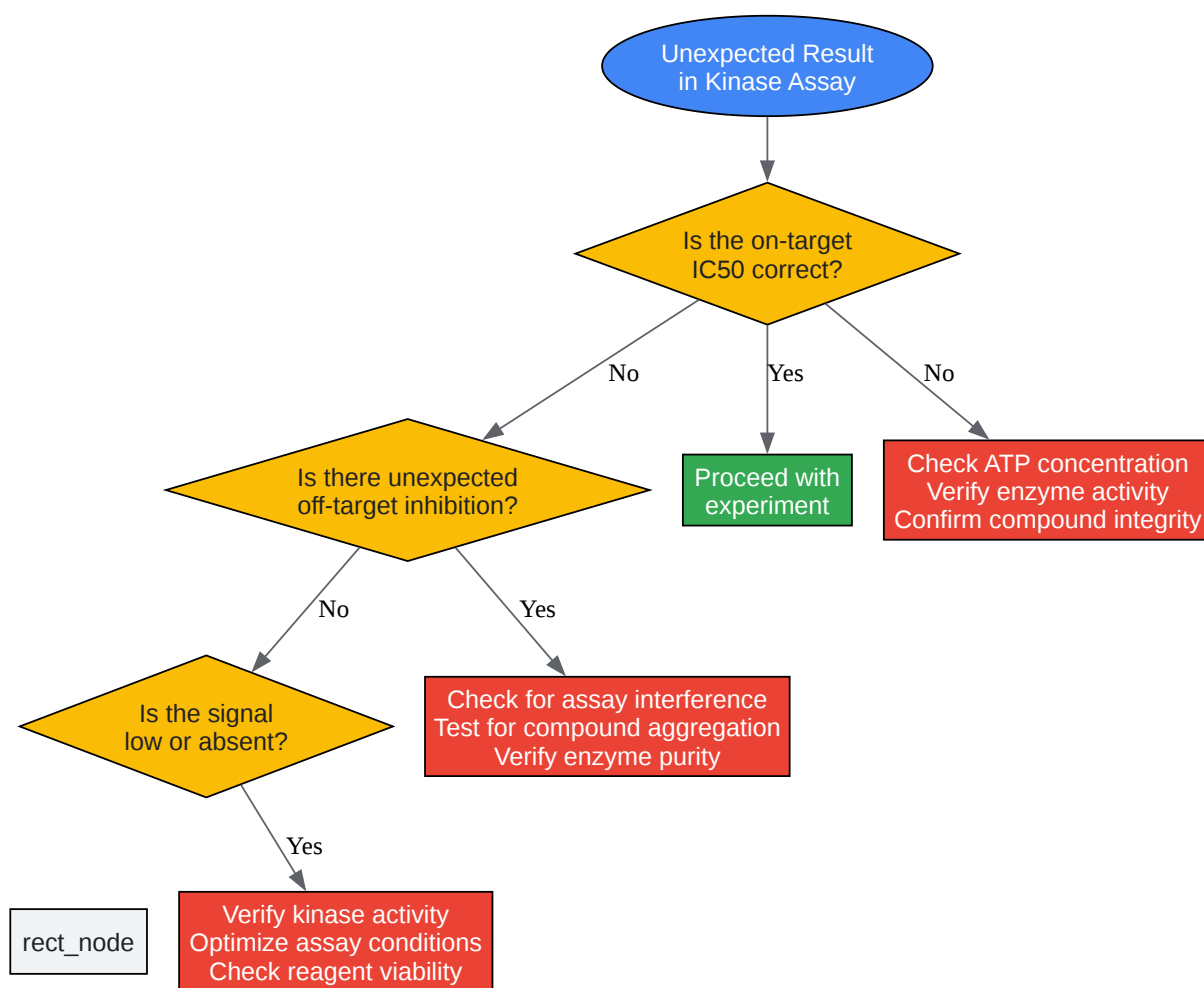 Unexpected Result
in Kinase Assay
Is the on-target
IC50 correct?
No
Yes
No
Is there unexpected
off-target inhibition?
Proceed with
experiment
Check ATP concentration
Verify enzyme activity
Confirm compound integrity
No
Yes
Is the signal
low or absent?
Check for assay interference
Test for compound aggregation
Verify enzyme purity
Yes
rect_node
Verify kinase activity
Optimize assay conditions
Check reagent viability